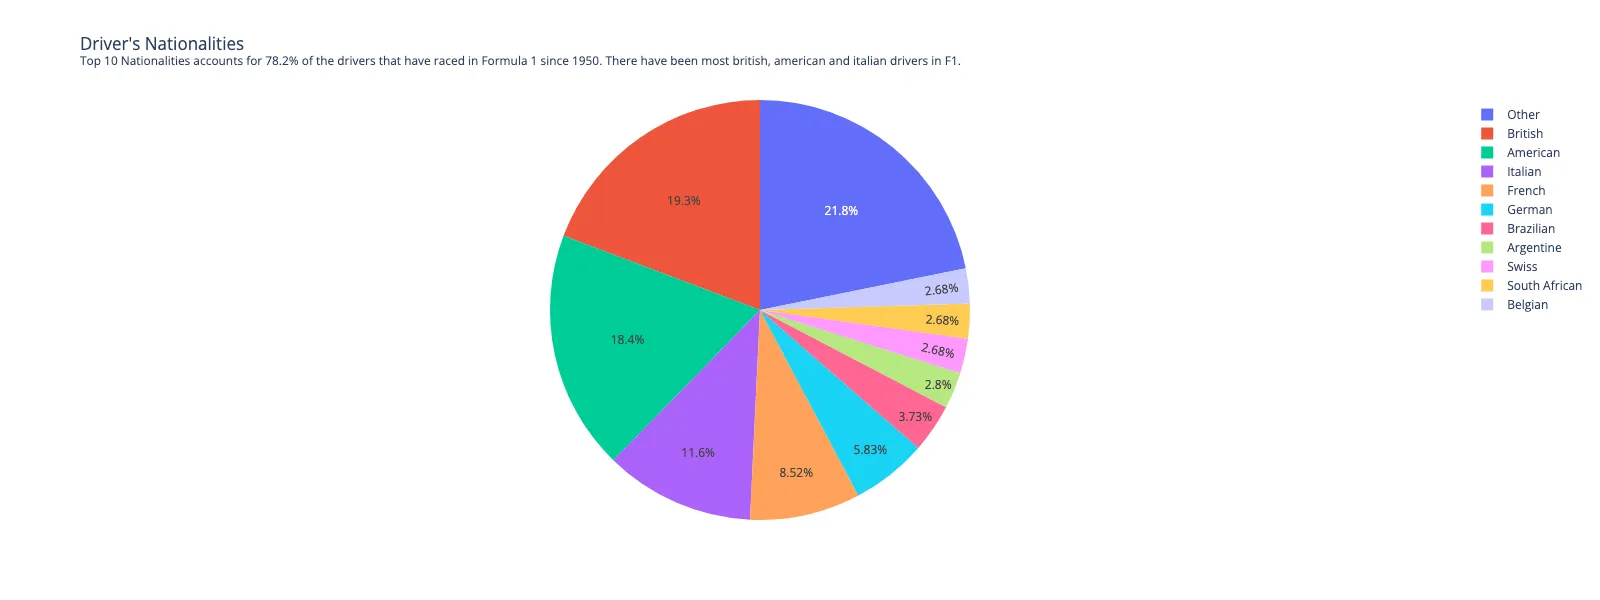 Driver's Nationalities
Top 10 Nationalities accounts for 78.2% of the drivers that have raced in Formula 1 since 1950. There have been most british, american and italian drivers in F1.
19.3%
21.8%
2.68%
2.68%
2.68%
2.8%
3.73%
5.83%
8.52%
11.6%
18.4%
Other
British
American
Italian
French
German
Brazilian
Argentine
Swiss
South African
Belgian